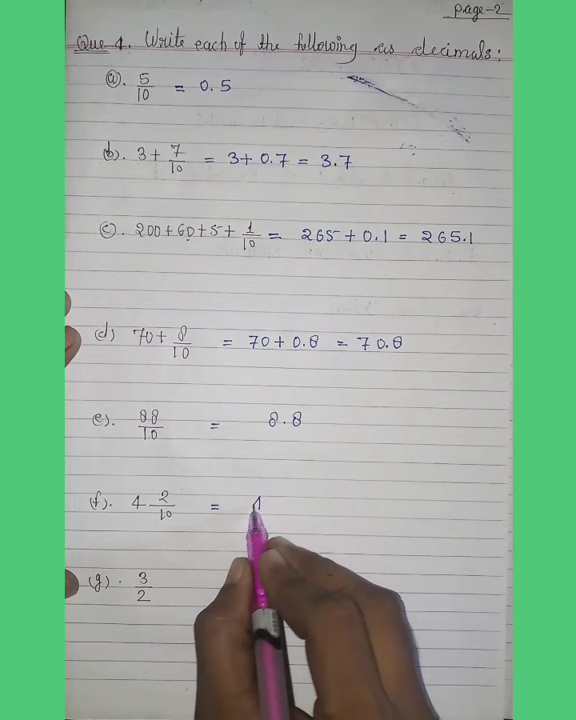 Page-2
Que 4. Write each of the following as decimals:
(a). 5/10 = 0.5
(b). 3 + 7/10 = 3 + 0.7 = 3.7
(c). 200 + 60 + 5 + 1/10 = 265 + 0.1 = 265.1
(d) 70 + 8/10 = 70 + 0.8 = 70.8
(e). 88/10 = 8.8
(f). 4 2/10 =
(g). 3/2